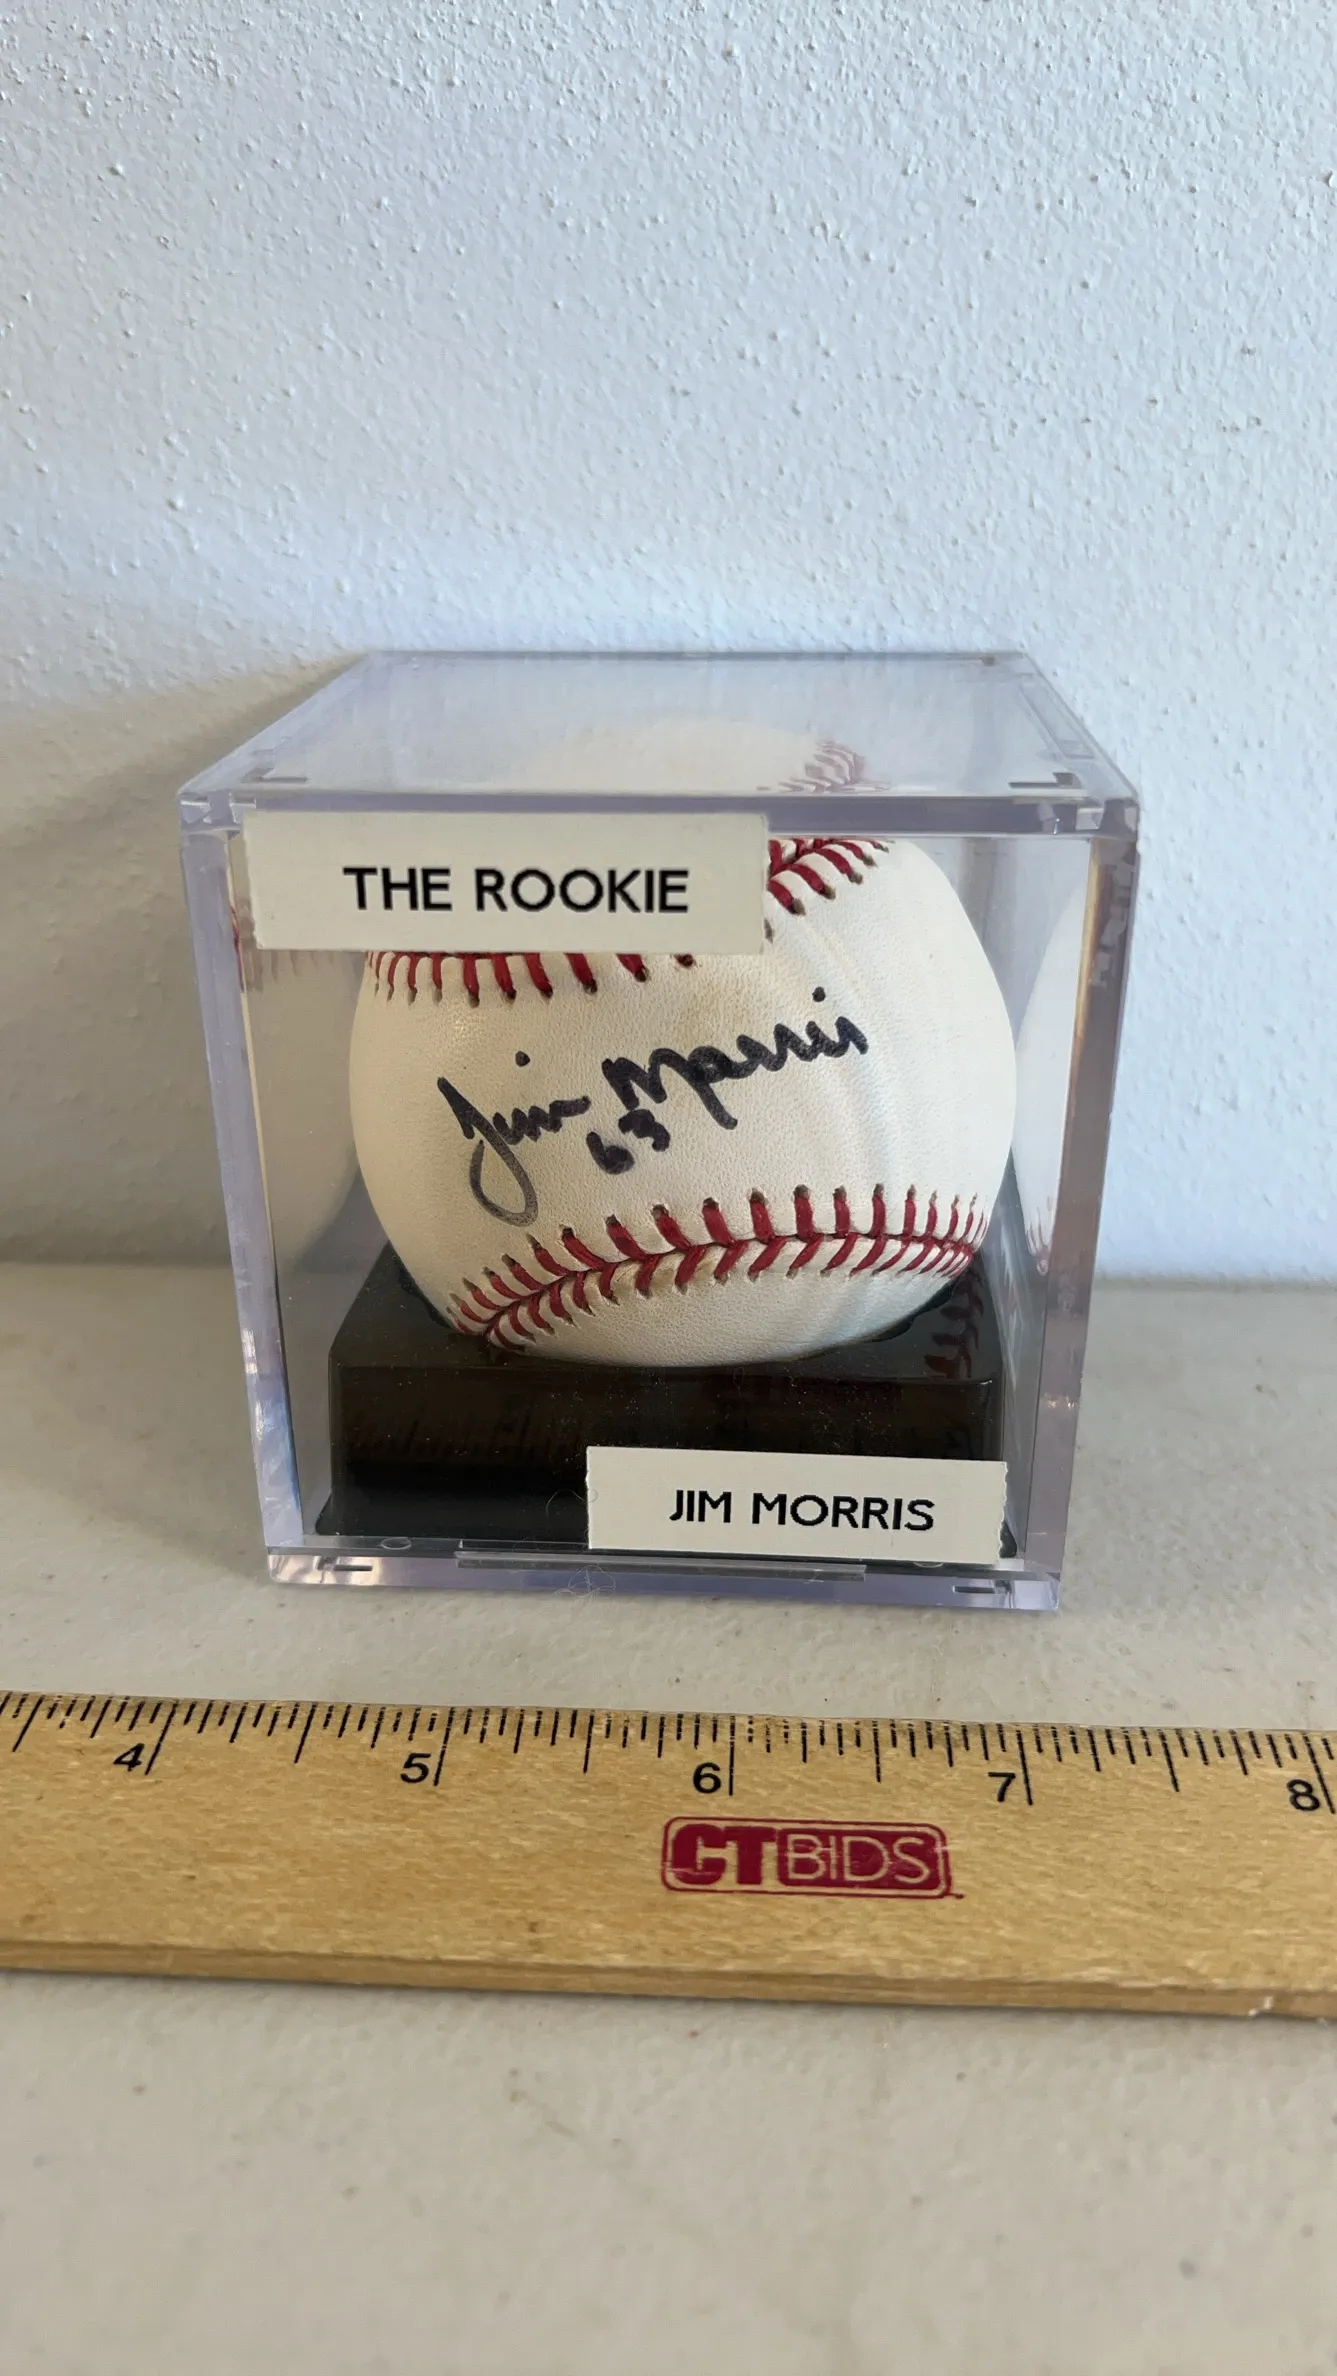 THE ROOKIE
Jim Morris
63
JIM MORRIS
4 5 6 7 8
CTBIDS